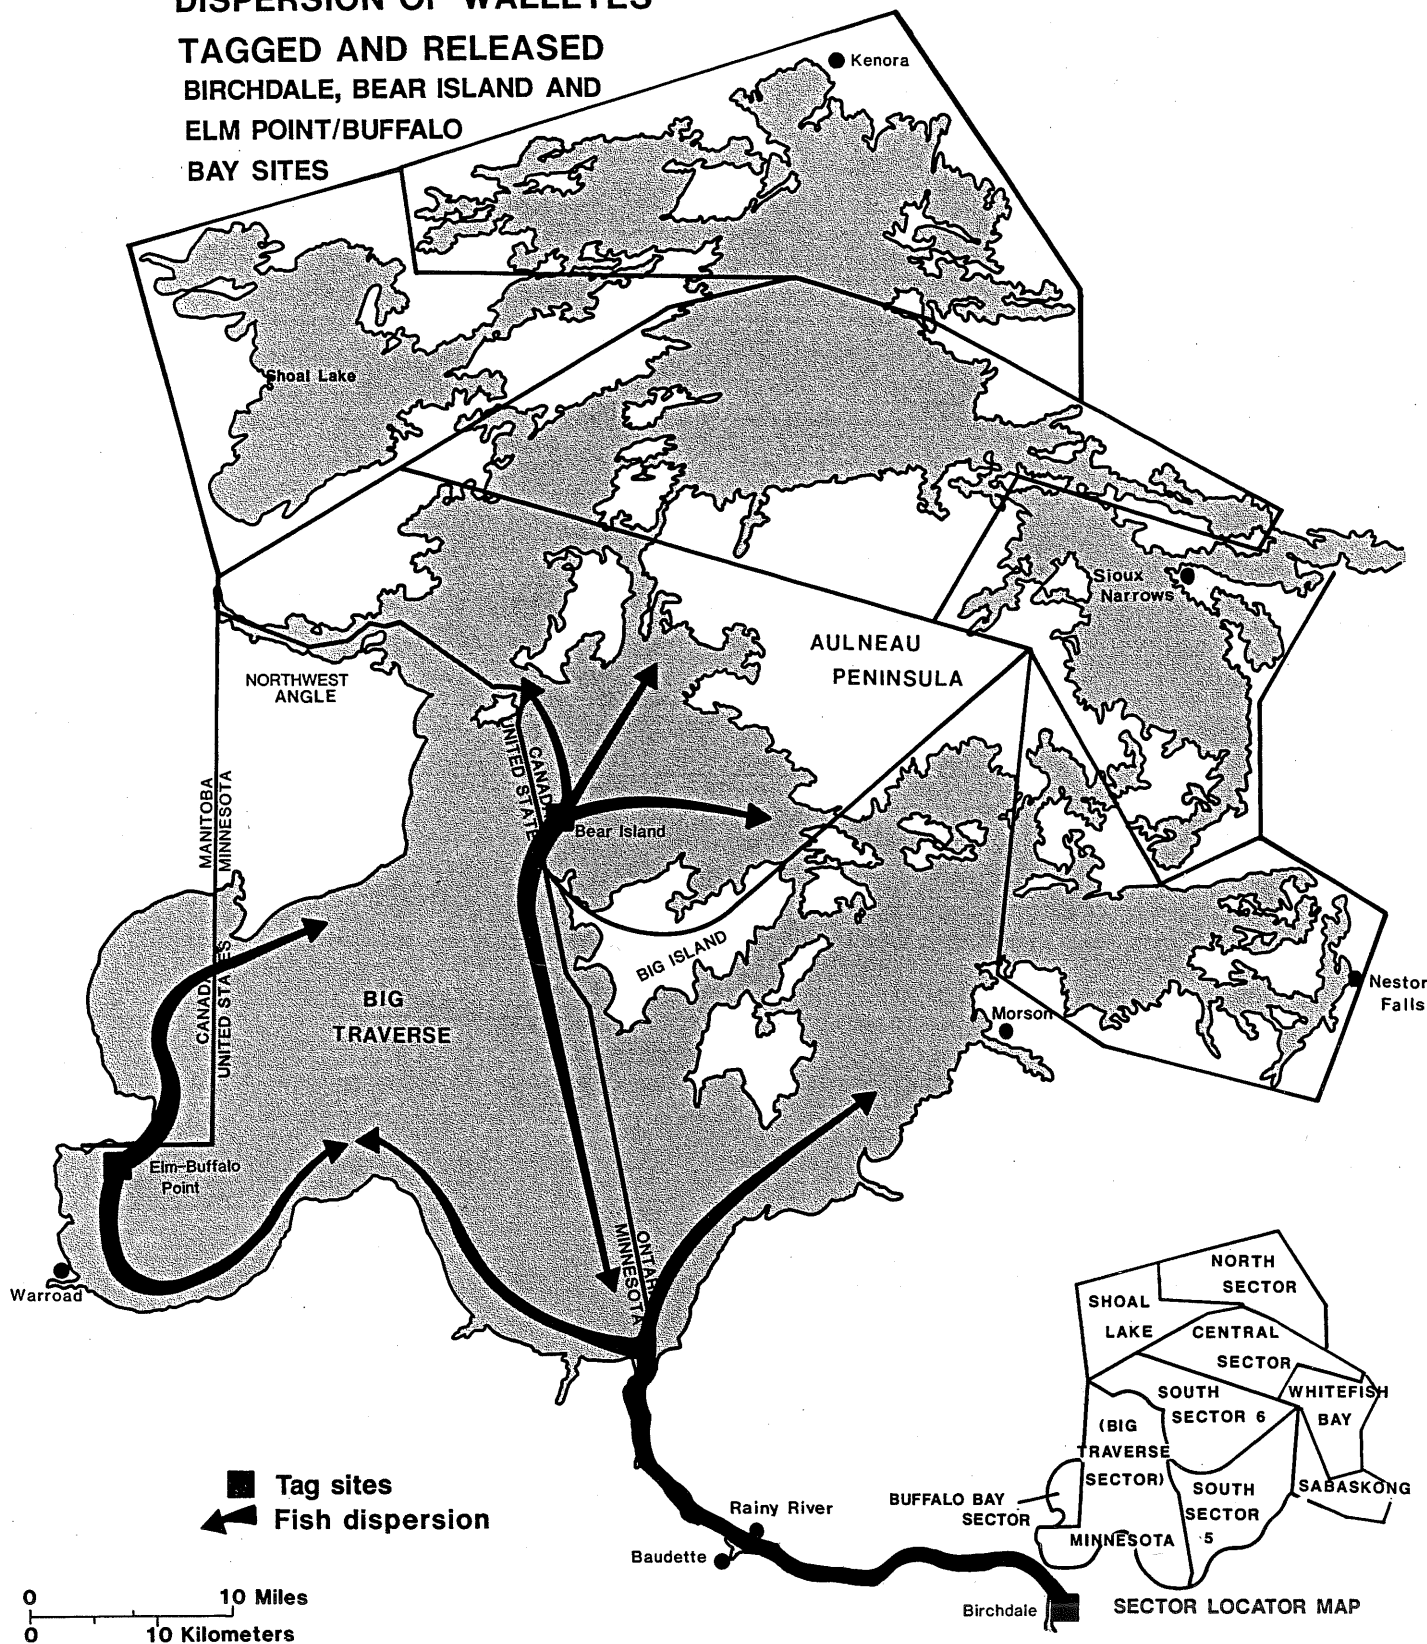 DISPERSION OF WALLEYES
TAGGED AND RELEASED
BIRCHDALE, BEAR ISLAND AND
ELM POINT/BUFFALO
BAY SITES
Kenora
Shoal Lake
Sioux
Narrows
AULNEAU
PENINSULA
NORTHWEST
ANGLE
CANAD
UNITED STATE
MANITOBA
MINNESOTA
Bear Island
BIG ISLAND
CANADA
UNITED STATES
BIG
TRAVERSE
Nestor
Falls
Morson
Elm-Buffalo
Point
ONTARI
MINNESOTA
Warroad
NORTH
SECTOR
SHOAL
LAKE
CENTRAL
SECTOR
SOUTH
SECTOR 6
WHITEFISH
BAY
(BIG
TRAVERSE
SECTOR)
SOUTH
SECTOR
5
SABASKONG
BUFFALO BAY
SECTOR
MINNESOTA
Tag sites
Fish dispersion
Rainy River
Baudette
Birchdale
SECTOR LOCATOR MAP
0 10 Miles
0 10 Kilometers